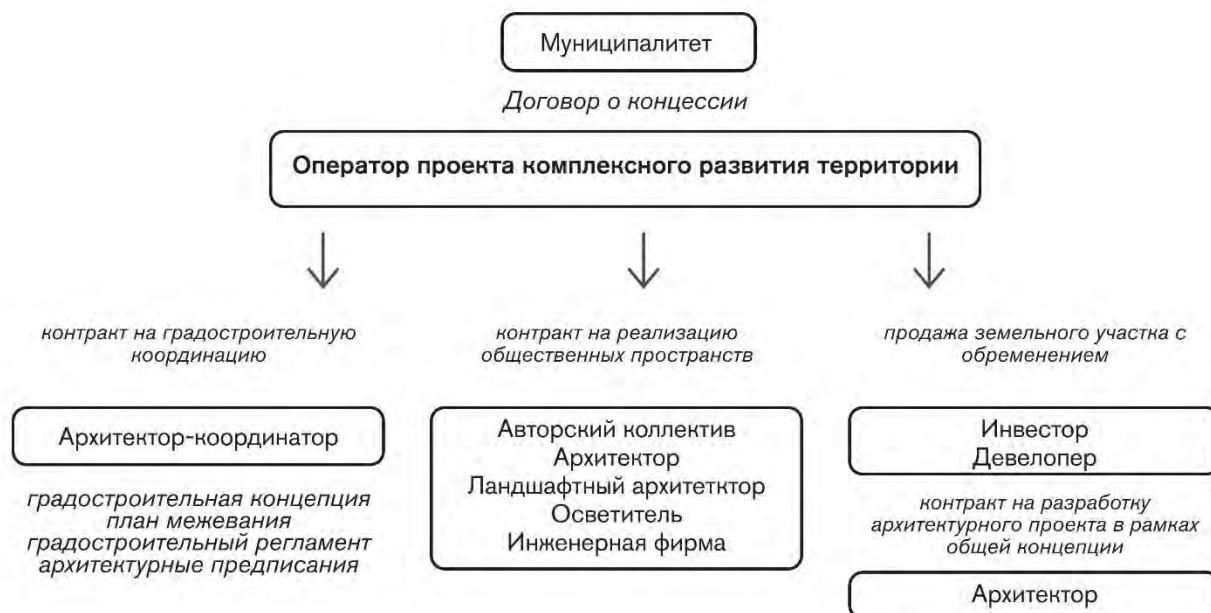 Муниципалитет
Договор о концессии
Оператор проекта комплексного развития территории
контракт на градостроительную
координацию
Архитектор-координатор
градостроительная концепция
план межевания
градостроительный регламент
архитектурные предписания
контракт на реализацию
общественных пространств
Авторский коллектив
Архитектор
Ландшафтный архитетктор
Осветитель
Инженерная фирма
продажа земельного участка с
обременением
Инвестор
Девелопер
контракт на разработку
архитектурного проекта в рамках
общей концепции
Архитектор